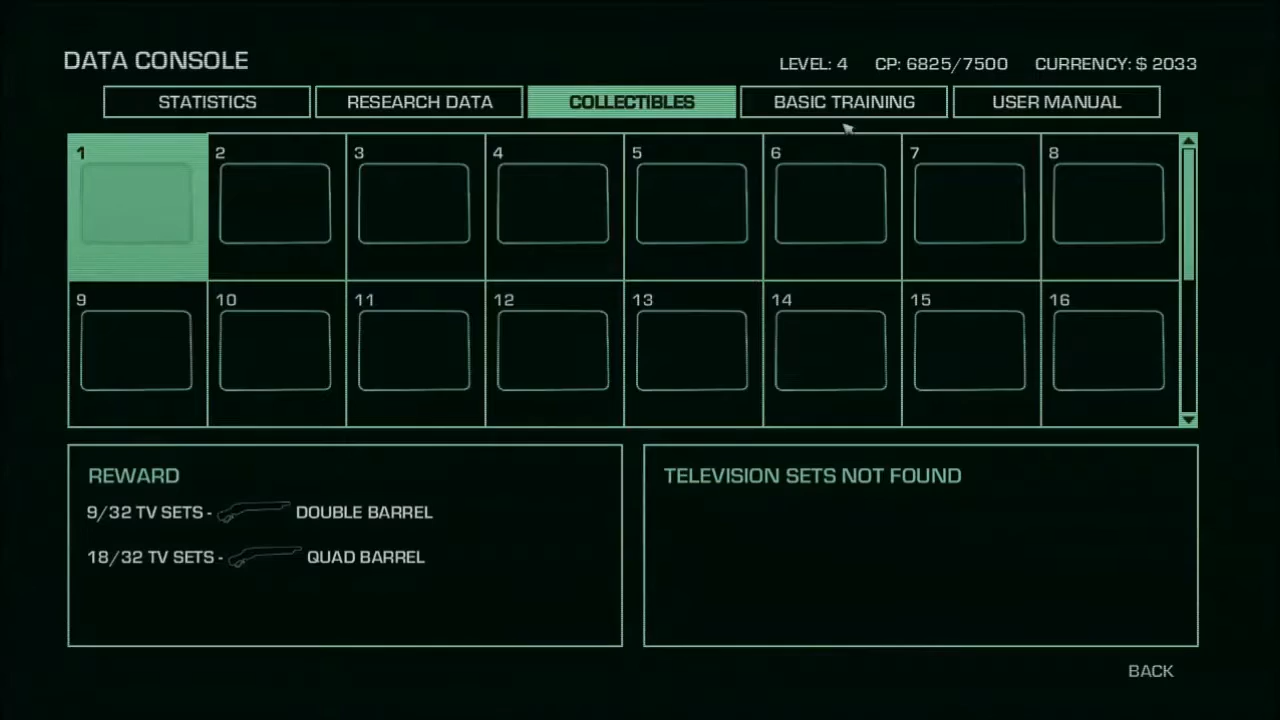 DATA CONSOLE
LEVEL: 4 CP: 6825/7500 CURRENCY: $ 2033
STATISTICS RESEARCH DATA COLLECTIBLES BASIC TRAINING USER MANUAL
1 2 3 4 5 6 7 8
9 10 11 12 13 14 15 16
REWARD
9/32 TV SETS - DOUBLE BARREL
18/32 TV SETS - QUAD BARREL
TELEVISION SETS NOT FOUND
BACK